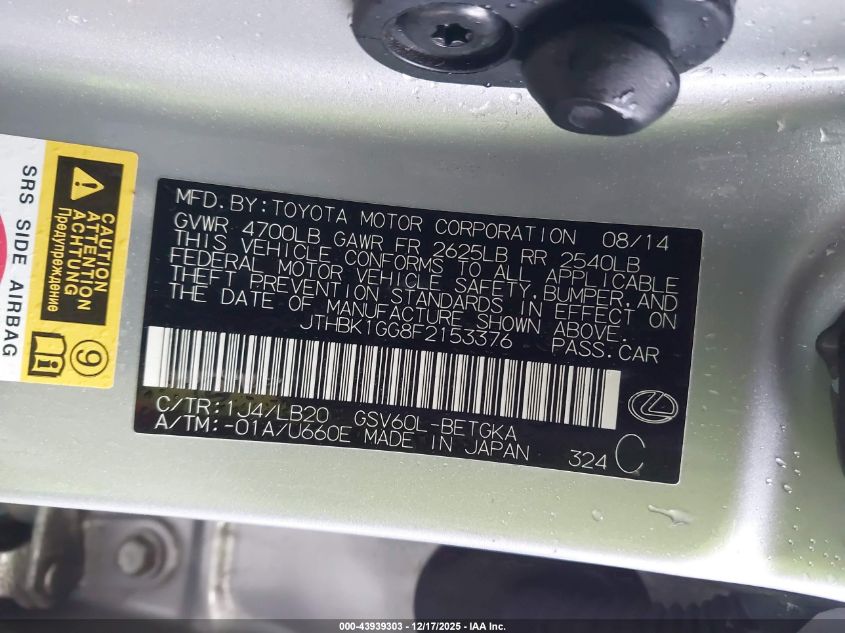 SRS SIDE AIRBAG
CAUTION
ATTENTION
ACHTUNG
Предупреждение
9
MFD.BY:TOYOTA MOTOR CORPORATION 08/14
GVWR 4700LB GAWR FR 2625LB RR 2540LB
THIS VEHICLE CONFORMS TO ALL APPLICABLE
FEDERAL MOTOR VEHICLE SAFETY,BUMPER,AND
THEFT PREVENTION STANDARDS IN EFFECT ON
THE DATE OF MANUFACTURE SHOWN ABOVE.
JTHBK1GG8F2153376 PASS.CAR
C/TR:1J4/LB20 GSV60L-BETGKA
A/TM:-01A/U660E MADE IN JAPAN 324 C
000-43939303 - 12/17/2025 - IAA Inc.